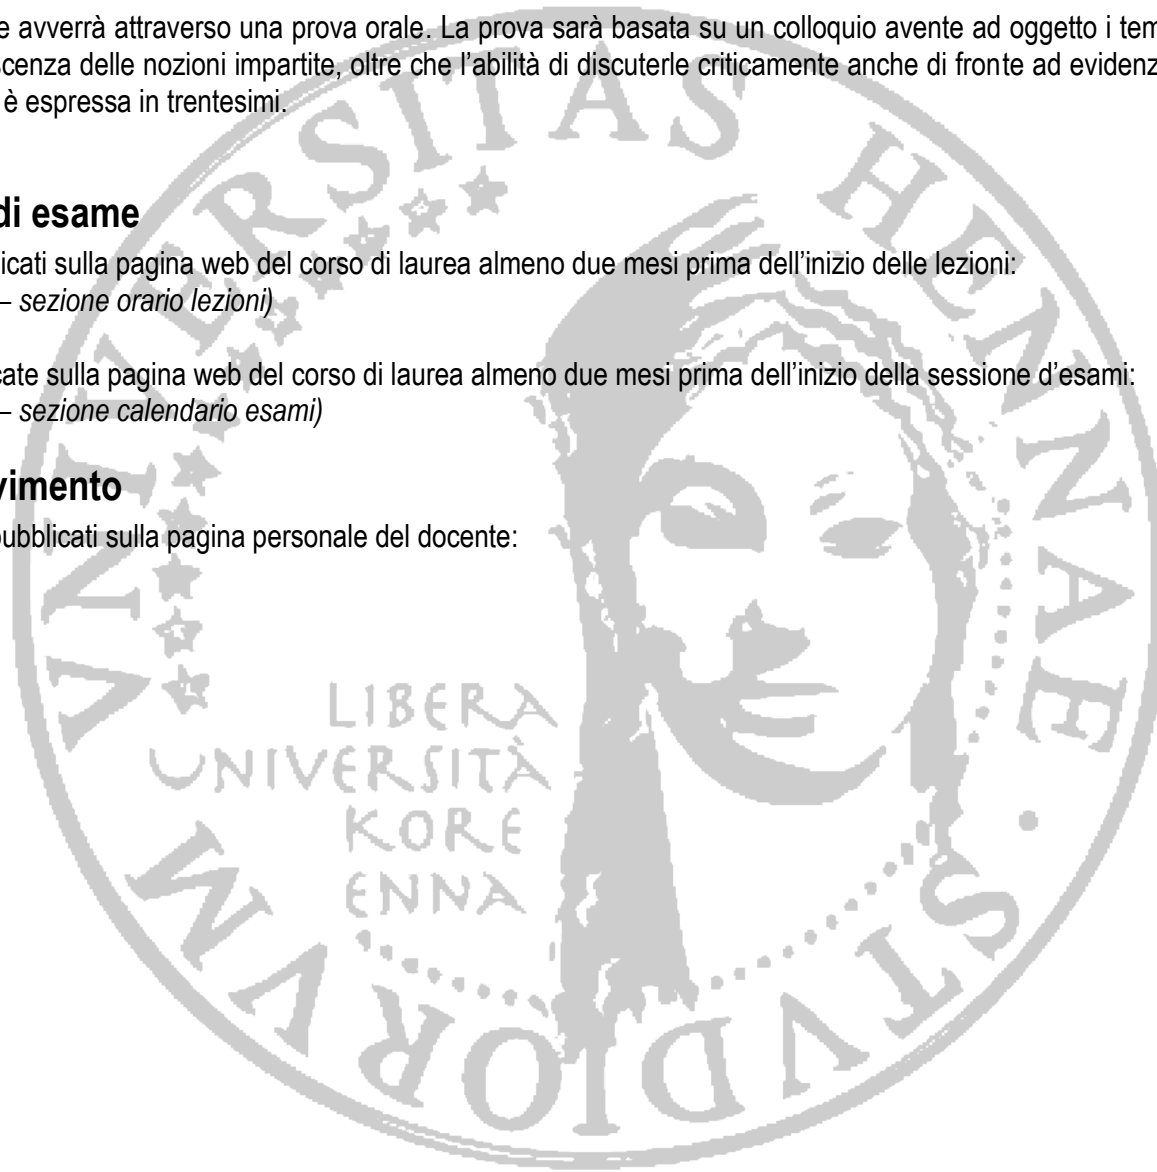 e avverrà attraverso una prova orale. La prova sarà basata su un colloquio avente ad oggetto i tem
scenza delle nozioni impartite, oltre che l'abilità di discuterle criticamente anche di fronte ad evidenz
è espressa in trentesimi.
di esame
icati sulla pagina web del corso di laurea almeno due mesi prima dell'inizio delle lezioni:
– sezione orario lezioni)
cate sulla pagina web del corso di laurea almeno due mesi prima dell'inizio della sessione d'esami:
– sezione calendario esami)
vimento
pubblicati sulla pagina personale del docente:
VNIVERSITAS HENNAE · STVDIORVM
LIBERA
UNIVERSITÀ
KORE
ENNA